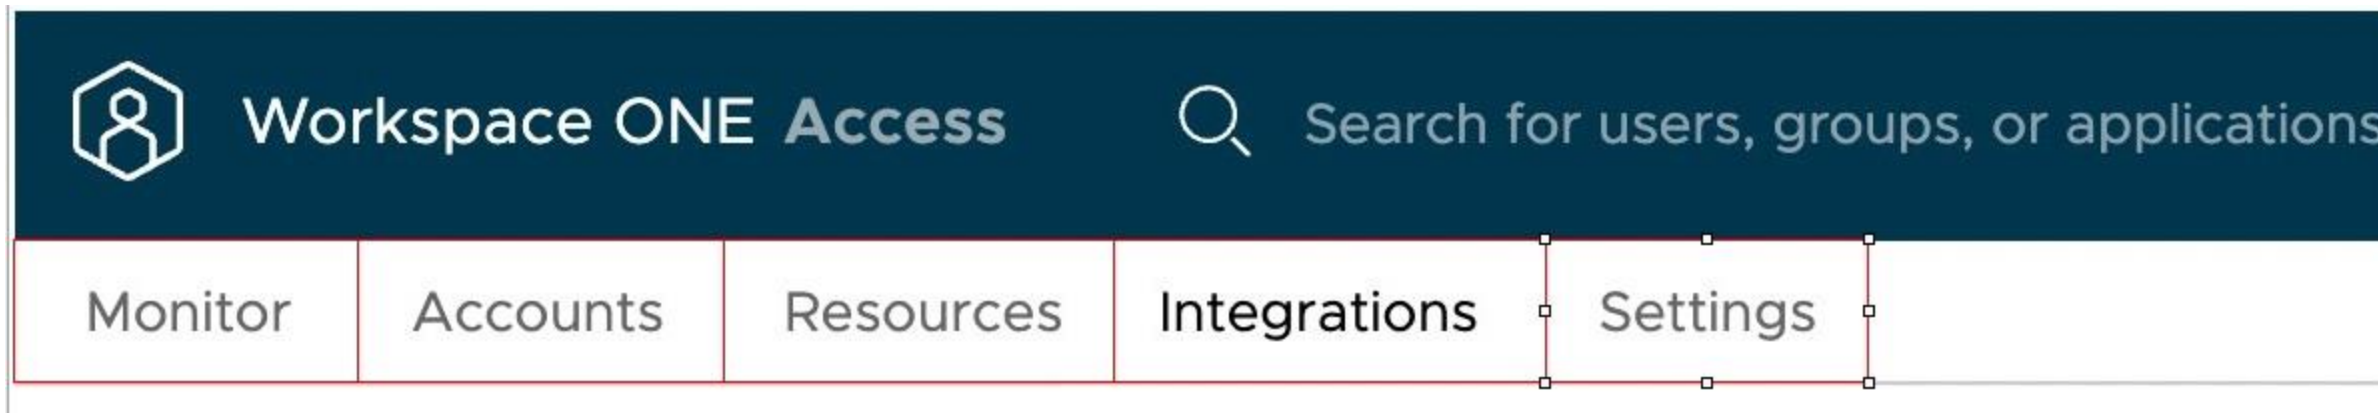 Workspace ONE Access Search for users, groups, or applications
Monitor Accounts Resources Integrations Settings